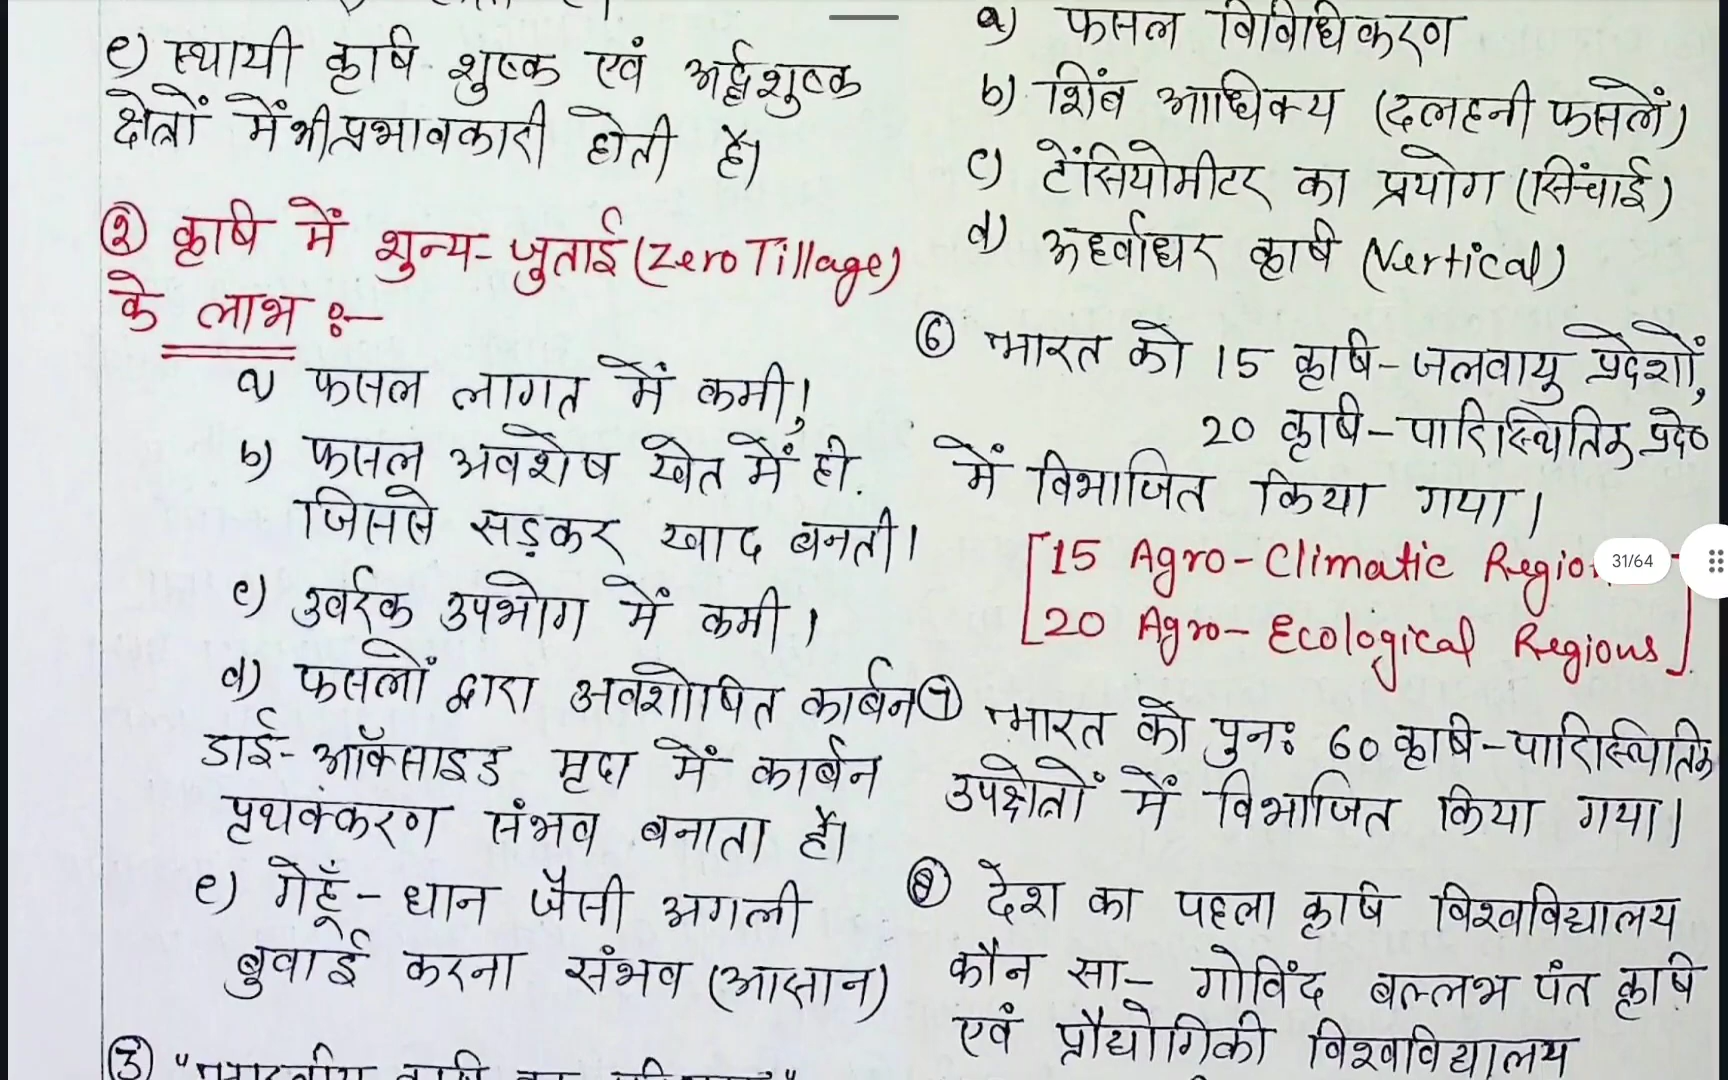 e) स्थायी कृषि शुष्क एवं अर्द्धशुष्क
क्षेत्रों में भी प्रभावकारी होती है।
② कृषि में शुन्य-जुताई (Zero Tillage)
के लाभ :-
a) फसल लागत में कमी,
b) फसल अवशेष खेत में ही.
जिससे सड़कर खाद बनती।
c) उर्वरक उपभोग में कमी।
d) फसलों द्वारा अवशोषित कार्बन
डाई-ऑक्साइड मृदा में कार्बन
पृथक्करण संभव बनाता है।
e) गेहूँ-धान जैसी अगली
बुवाई करना संभव (आसान)
③
a) फसल विविधिकरण
b) शिंब आधिक्य (दलहनी फसलें)
c) टेंसियोमीटर का प्रयोग (सिंचाई)
d) ऊर्ध्वाधर कृषि (Vertical)
⑥ भारत को 15 कृषि-जलवायु प्रदेशों,
20 कृषि-पारिस्थितिक प्रदे०
में विभाजित किया गया।
[15 Agro-Climatic Region
20 Agro-Ecological Regions]
31/64
⑦ भारत को पुनः 60 कृषि-पारिस्थितिक
उपक्षेत्रों में विभाजित किया गया।
⑧ देश का पहला कृषि विश्वविद्यालय
कौन सा- गोविंद बल्लभ पंत कृषि
एवं प्रौद्योगिकी विश्वविद्यालय